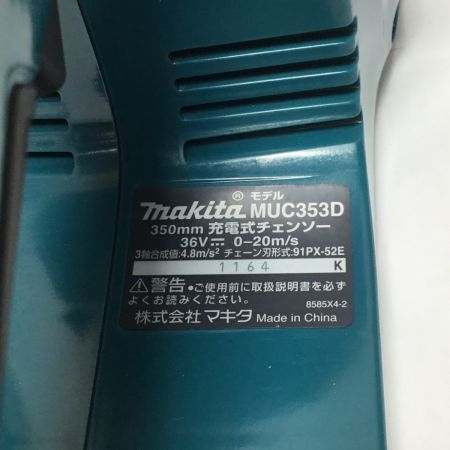 makita® モデル MUC353D
350mm 充電式チェンソー
36V⎓ 0-20m/s
3軸合成値:4.8m/s² チェーン刃形式:91PX-52E
1164 K
⚠警告・ご使用前に取扱説明書を必ず
よくお読みください。
8585X4-2
株式会社 マキタ Made in China